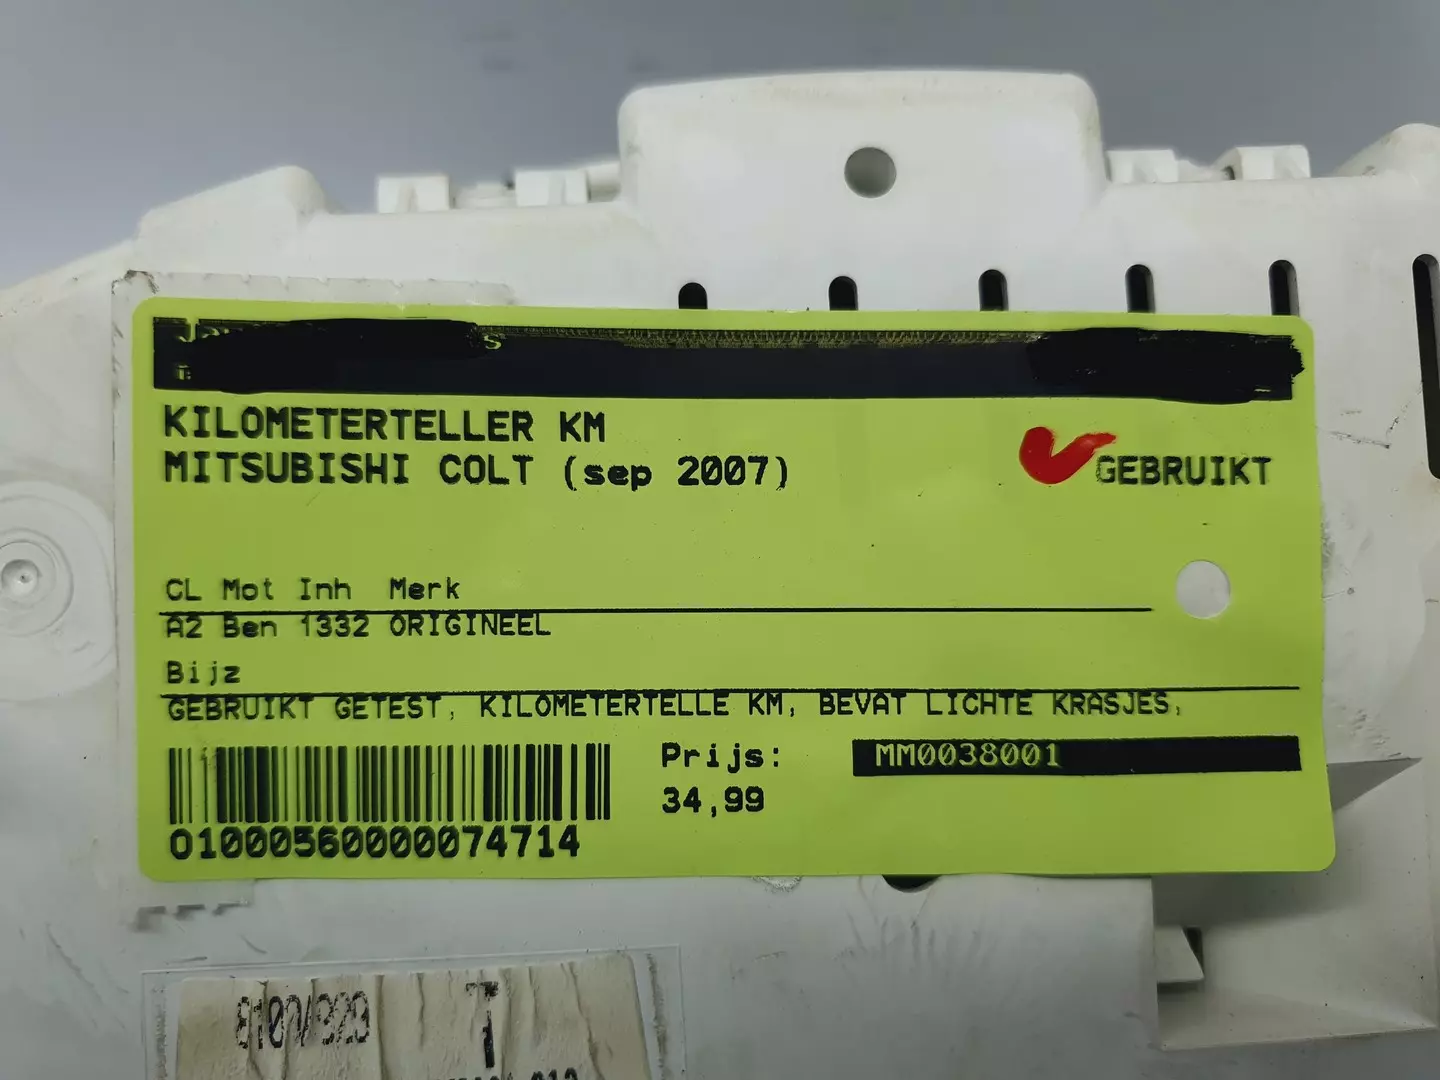 KILOMETERTELLER KM
MITSUBISHI COLT (sep 2007)
GEBRUIKT
CL Mot Inh Merk
A2 Ben 1332 ORIGINEEL
Bijz
GEBRUIKT GETEST, KILOMETERTELLE KM, BEVAT LICHTE KRASJES,
Prijs: MM0038001
34,99
01000560000074714